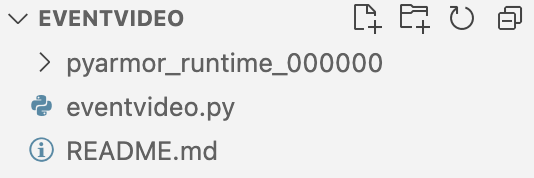 EVENTVIDEO
pyarmor_runtime_000000
eventvideo.py
README.md